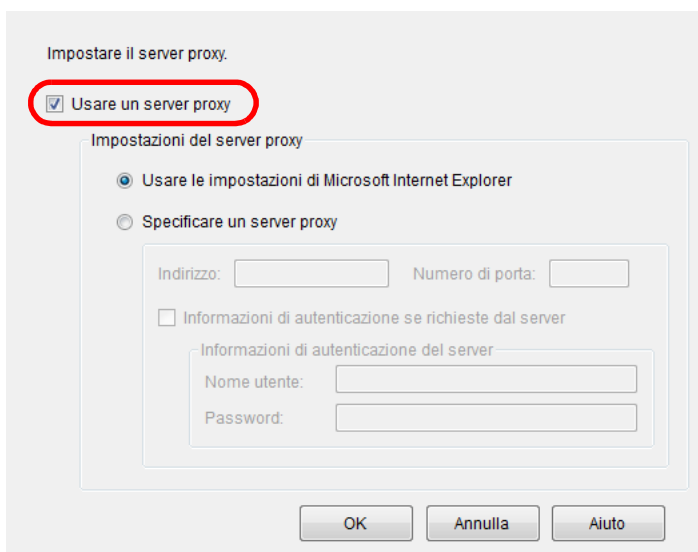 Impostare il server proxy.
Usare un server proxy
Impostazioni del server proxy
Usare le impostazioni di Microsoft Internet Explorer
Specificare un server proxy
Indirizzo: Numero di porta:
Informazioni di autenticazione se richieste dal server
Informazioni di autenticazione del server
Nome utente:
Password:
OK Annulla Aiuto